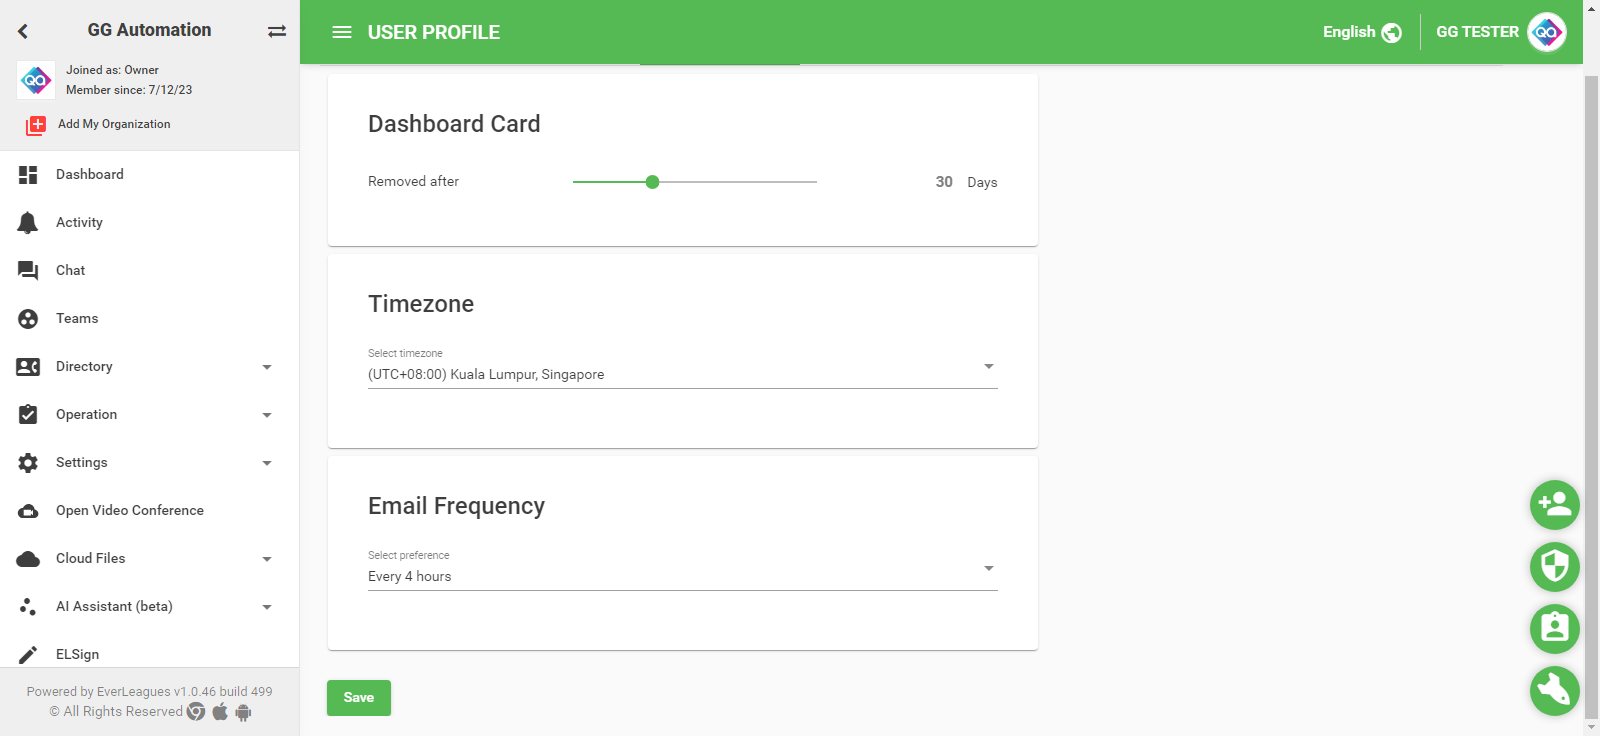 GG Automation
QA
Joined as: Owner
Member since: 7/12/23
Add My Organization
Dashboard
Activity
Chat
Teams
Directory
Operation
Settings
Open Video Conference
Cloud Files
AI Assistant (beta)
ELSign
Powered by EverLeagues v1.0.46 build 499
© All Rights Reserved
USER PROFILE
English
GG TESTER
QA
Dashboard Card
Removed after
30 Days
Timezone
Select timezone
(UTC+08:00) Kuala Lumpur, Singapore
Email Frequency
Select preference
Every 4 hours
Save